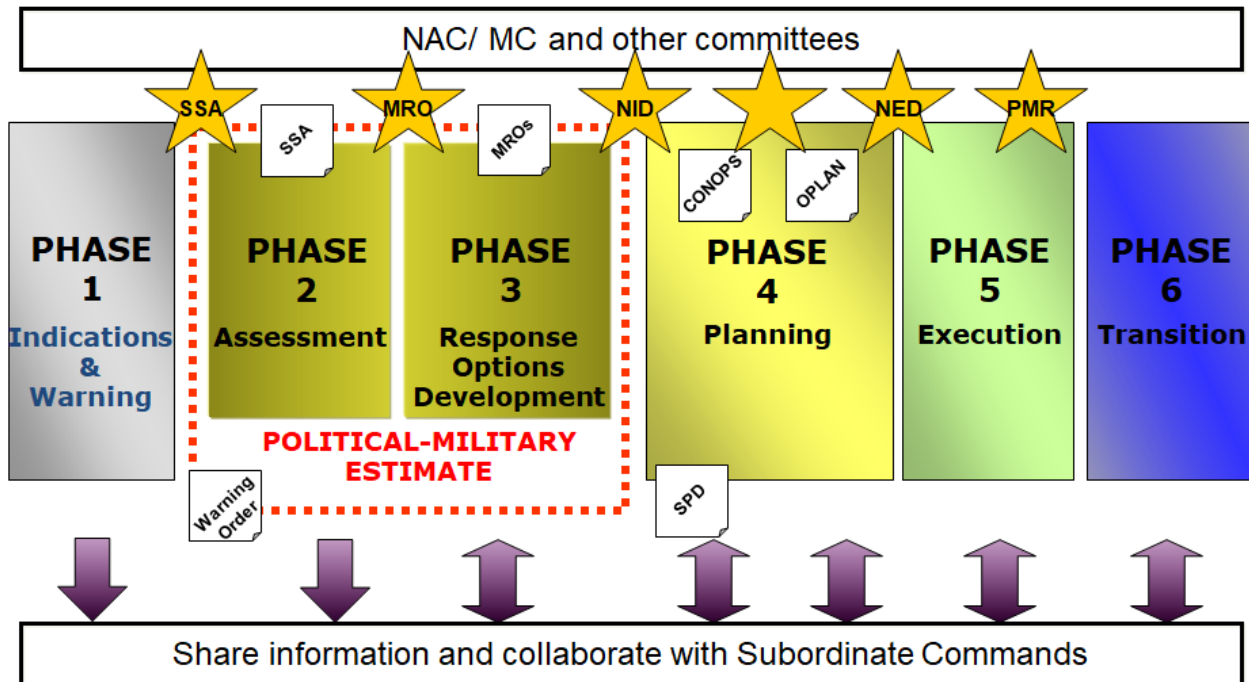 NAC/ MC and other committees
SSA
MRO
NID
NED
PMR
SSA
MROs
CONOPS
OPLAN
PHASE
1
Indications
&
Warning
PHASE
2
Assessment
PHASE
3
Response
Options
Development
PHASE
4
Planning
PHASE
5
Execution
PHASE
6
Transition
POLITICAL-MILITARY
ESTIMATE
Warning
Order
SPD
Share information and collaborate with Subordinate Commands